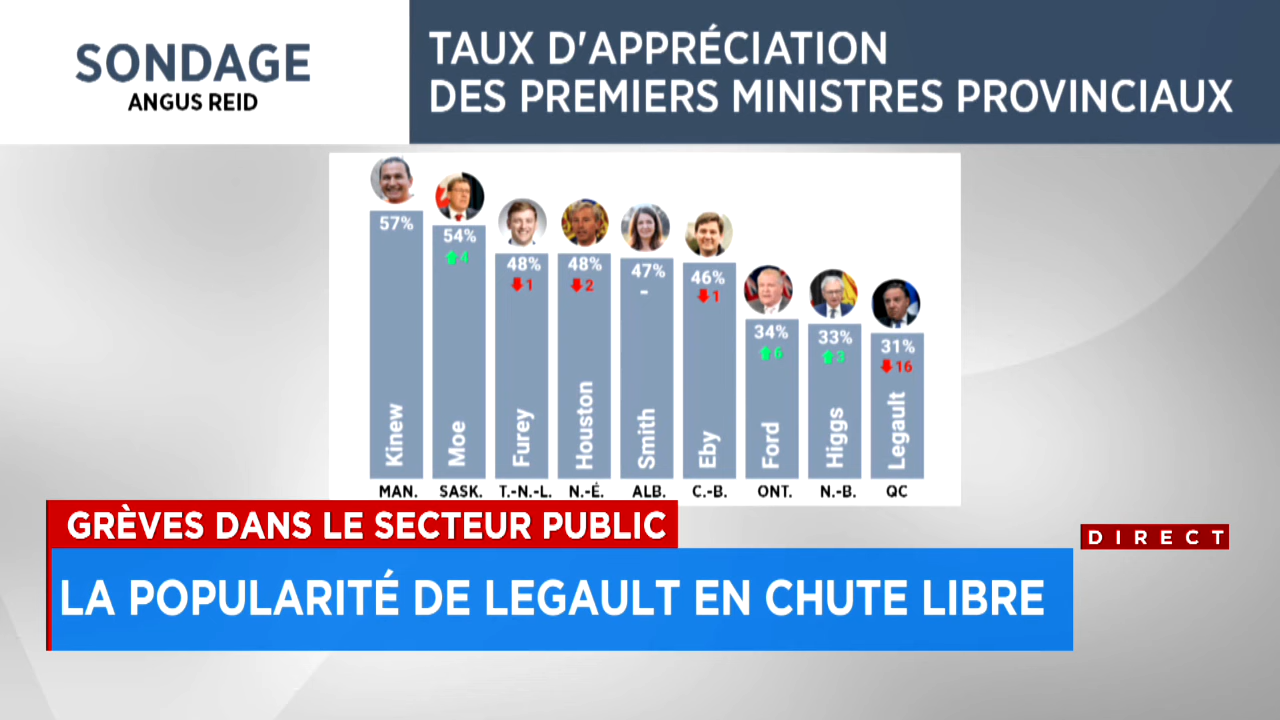 SONDAGE
ANGUS REID
TAUX D'APPRÉCIATION
DES PREMIERS MINISTRES PROVINCIAUX
57%
54%
4
48%
1
48%
2
47%
-
46%
1
34%
6
33%
3
31%
16
Kinew
Moe
Furey
Houston
Smith
Eby
Ford
Higgs
Legault
MAN. SASK. T.-N.-L. N.-É. ALB. C.-B. ONT. N.-B. QC
GRÈVES DANS LE SECTEUR PUBLIC
DIRECT
LA POPULARITÉ DE LEGAULT EN CHUTE LIBRE